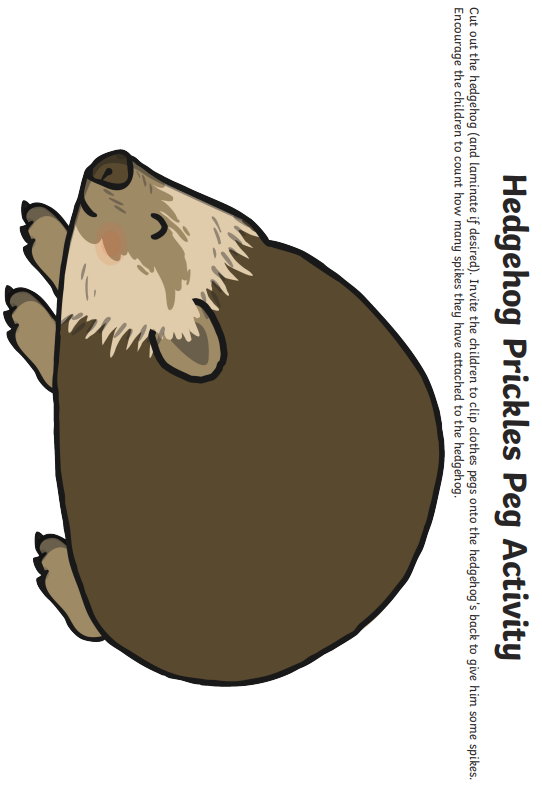 Hedgehog Prickles Peg Activity
Cut out the hedgehog (and laminate if desired). Invite the children to clip clothes pegs onto the hedgehog's back to give him some spikes.
Encourage the children to count how many spikes they have attached to the hedgehog.